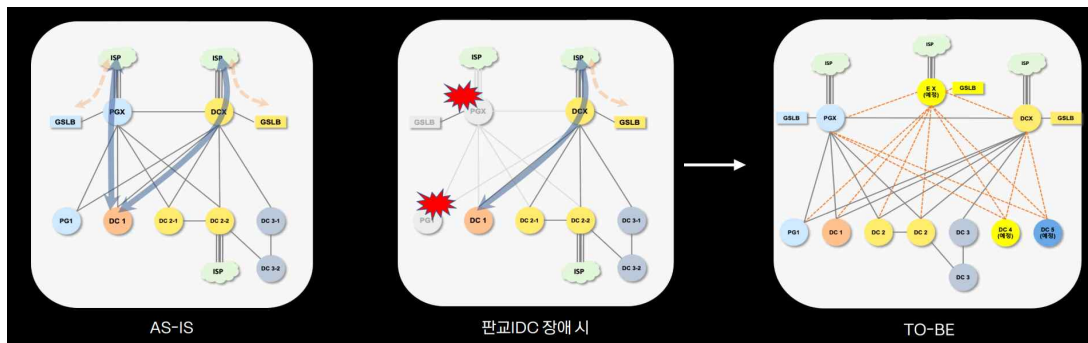 ISP
ISP
PGX
DCX
GSLB
GSLB
PG1
DC 1
DC 2-1
DC 2-2
DC 3-1
DC 3-2
ISP
AS-IS
ISP
ISP
PGX
DCX
GSLB
GSLB
PG1
DC 1
DC 2-1
DC 2-2
DC 3-1
DC 3-2
ISP
판교IDC 장애 시
ISP
ISP
ISP
E X
(예정)
GSLB
GSLB
PGX
DCX
GSLB
PG1
DC 1
DC 2
DC 2
DC 3
DC 4
(예정)
DC 5
(예정)
DC 3
TO-BE